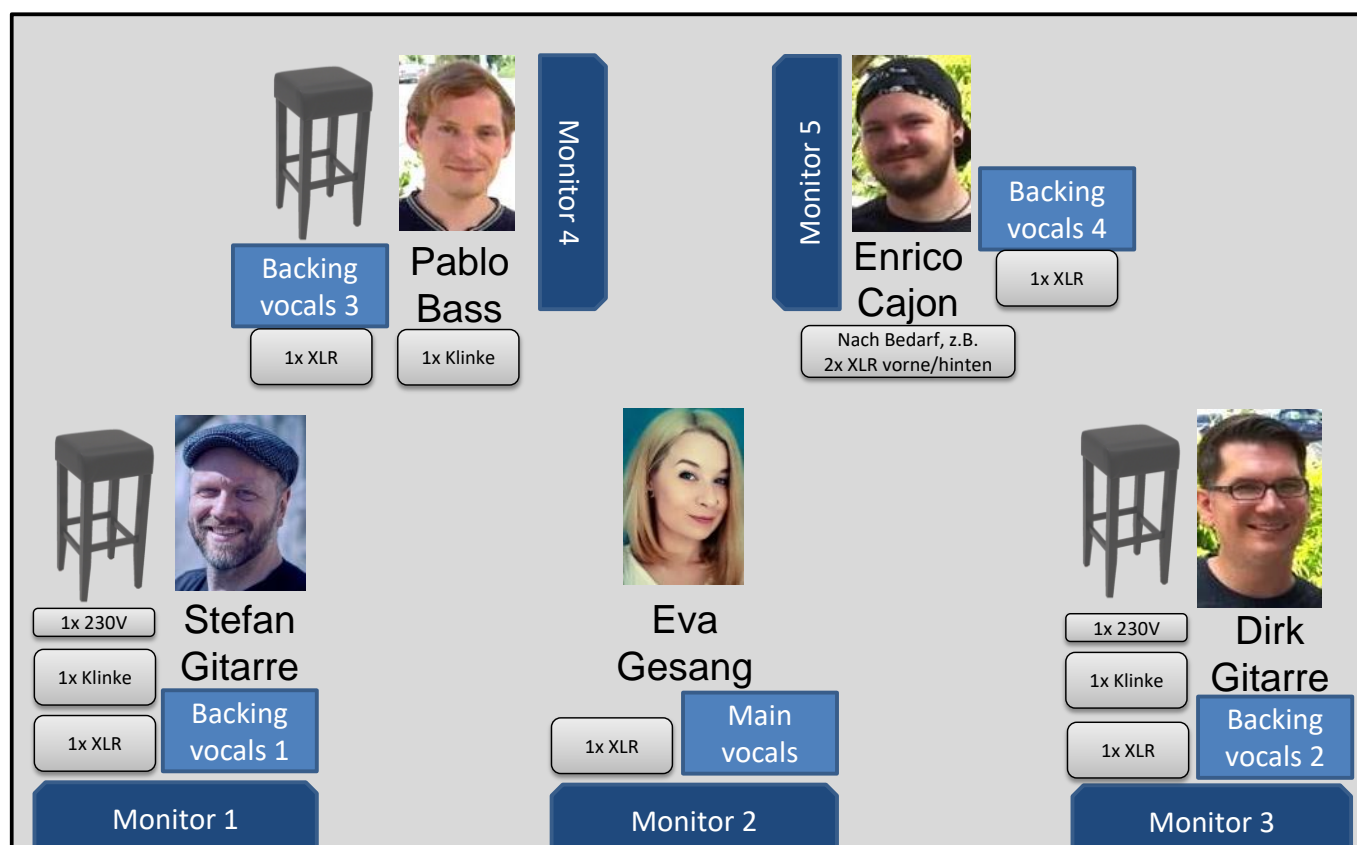 Monitor 4
Monitor 5
Pablo
Bass
Backing
vocals 3
1x XLR
1x Klinke
Enrico
Cajon
Backing
vocals 4
1x XLR
Nach Bedarf, z.B.
2x XLR vorne/hinten
Stefan
Gitarre
1x 230V
1x Klinke
1x XLR
Backing
vocals 1
Monitor 1
Eva
Gesang
1x XLR
Main
vocals
Monitor 2
Dirk
Gitarre
1x 230V
1x Klinke
1x XLR
Backing
vocals 2
Monitor 3